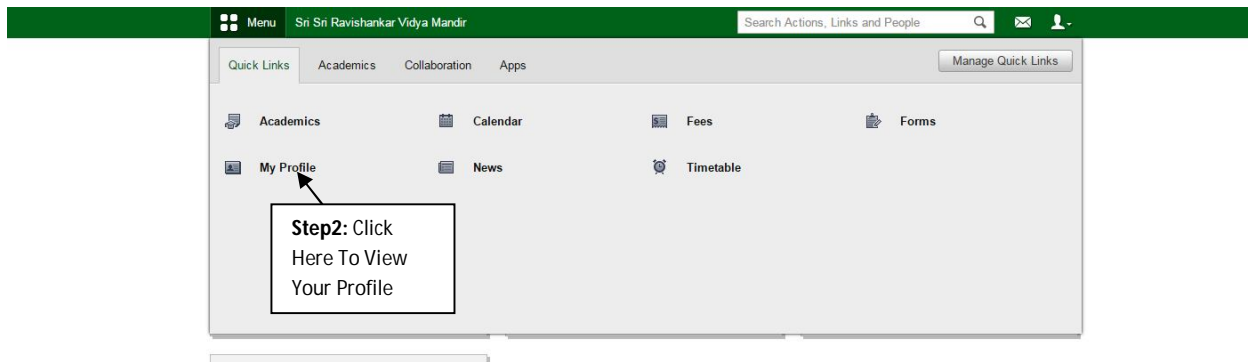 Menu Sri Sri Ravishankar Vidya Mandir Search Actions, Links and People
Quick Links Academics Collaboration Apps Manage Quick Links
Academics Calendar Fees Forms
My Profile News Timetable
Step2: Click
Here To View
Your Profile